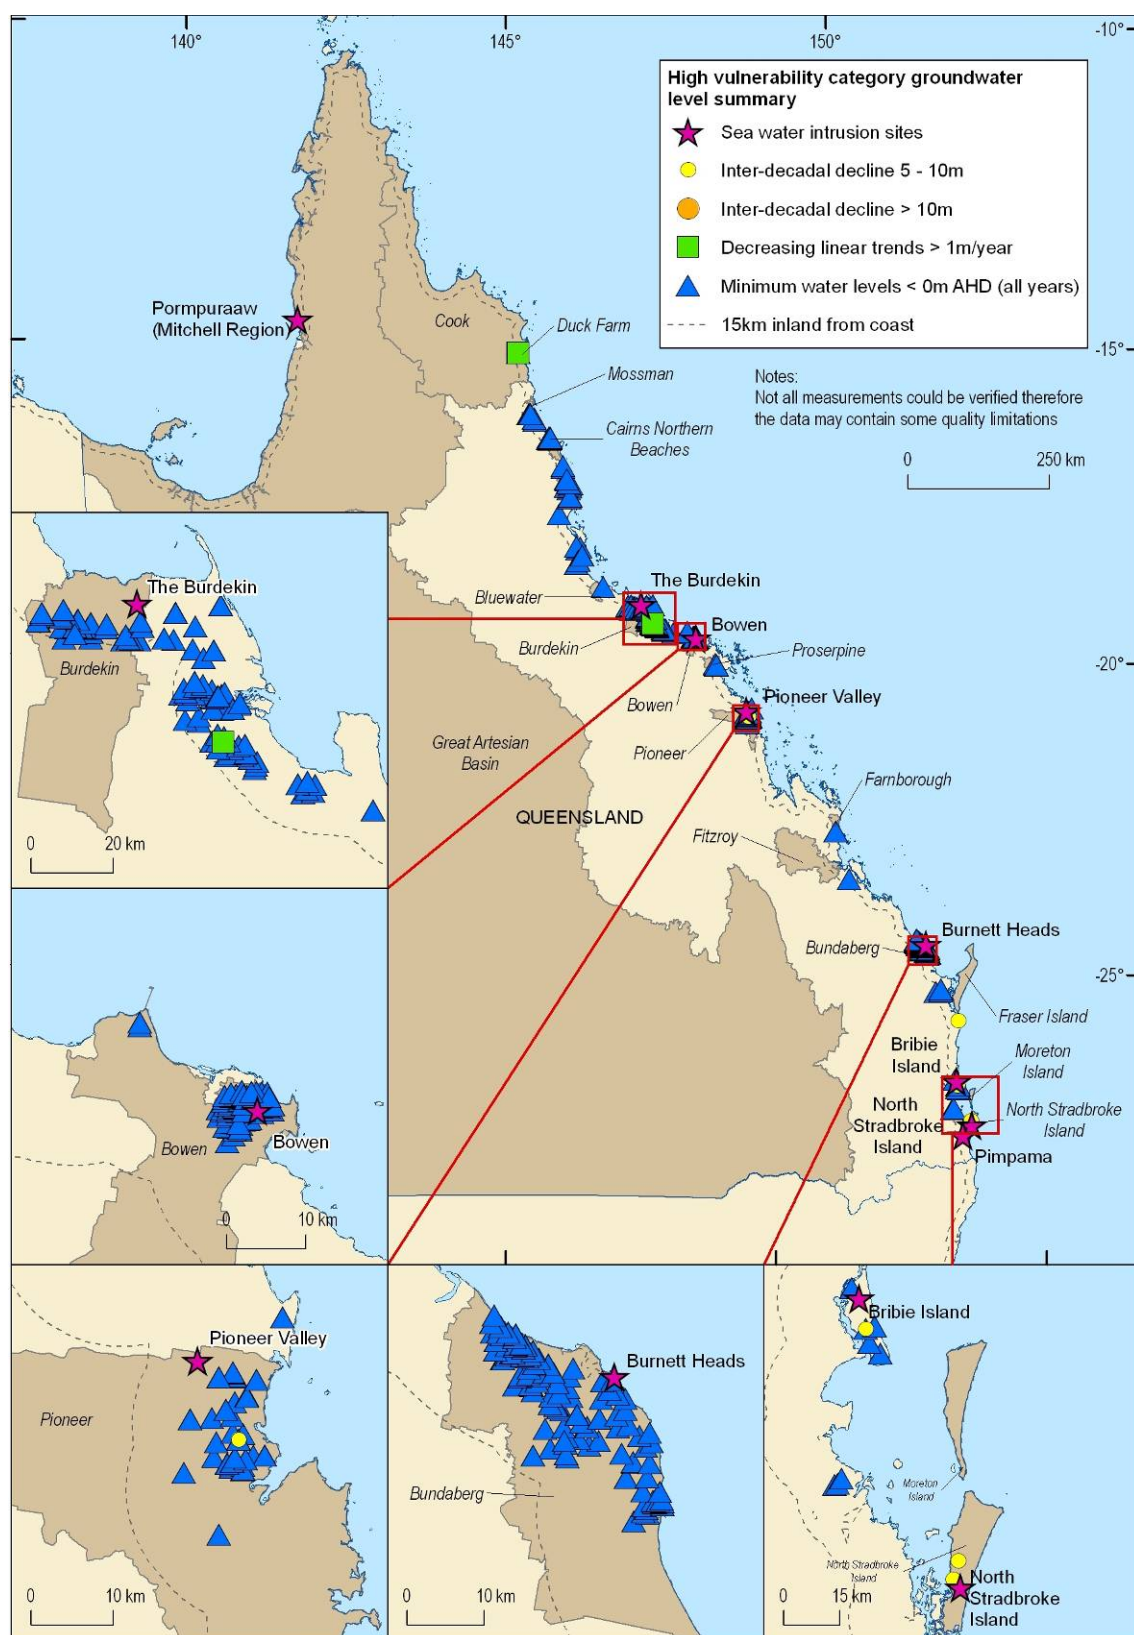 140°
145°
150°
-10°
High vulnerability category groundwater
level summary
Sea water intrusion sites
Inter-decadal decline 5 - 10m
Inter-decadal decline > 10m
Decreasing linear trends > 1m/year
Minimum water levels < 0m AHD (all years)
15km inland from coast
Pormpuraaw
(Mitchell Region)
Cook
Duck Farm
-15°
Mossman
Notes:
Not all measurements could be verified therefore
the data may contain some quality limitations
Cairns Northern
Beaches
0
250 km
The Burdekin
Bluewater
Burdekin
Bowen
Proserpine
-20°
Bowen
Pioneer Valley
Pioneer
Great Artesian
Basin
QUEENSLAND
Farnborough
Fitzroy
Burnett Heads
Bundaberg
-25°
Fraser Island
Bribie
Island
Moreton
Island
North
Stradbroke
Island
North Stradbroke
Island
Pimpama
The Burdekin
Burdekin
0
20 km
Bowen
Bowen
0
10 km
Pioneer Valley
Pioneer
0
10 km
Burnett Heads
Bundaberg
0
10 km
Bribie Island
Moreton
Island
North Stradbroke
Island
North
Stradbroke
Island
0
15 km